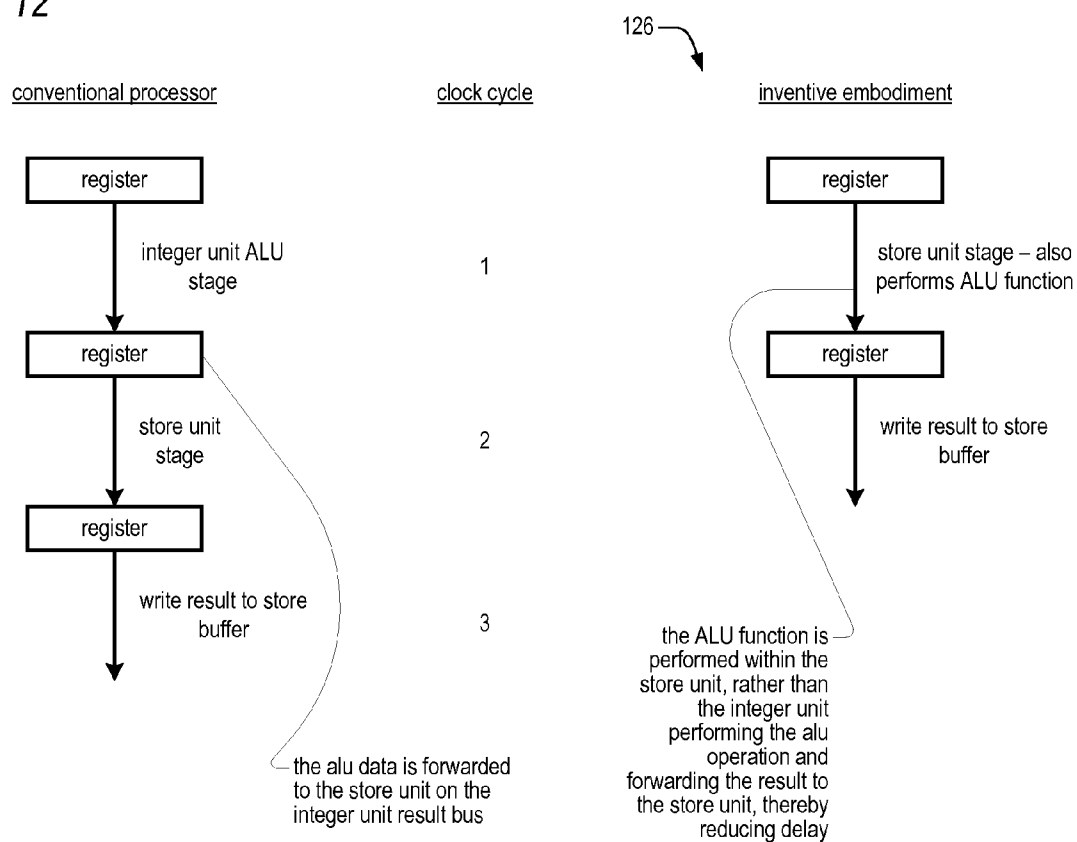 12
126
conventional processor
clock cycle
inventive embodiment
register
integer unit ALU
stage
register
store unit
stage
register
write result to store
buffer
the alu data is forwarded
to the store unit on the
integer unit result bus
1
2
3
register
store unit stage – also
performs ALU function
register
write result to store
buffer
the ALU function is
performed within the
store unit, rather than
the integer unit
performing the alu
operation and
forwarding the result to
the store unit, thereby
reducing delay